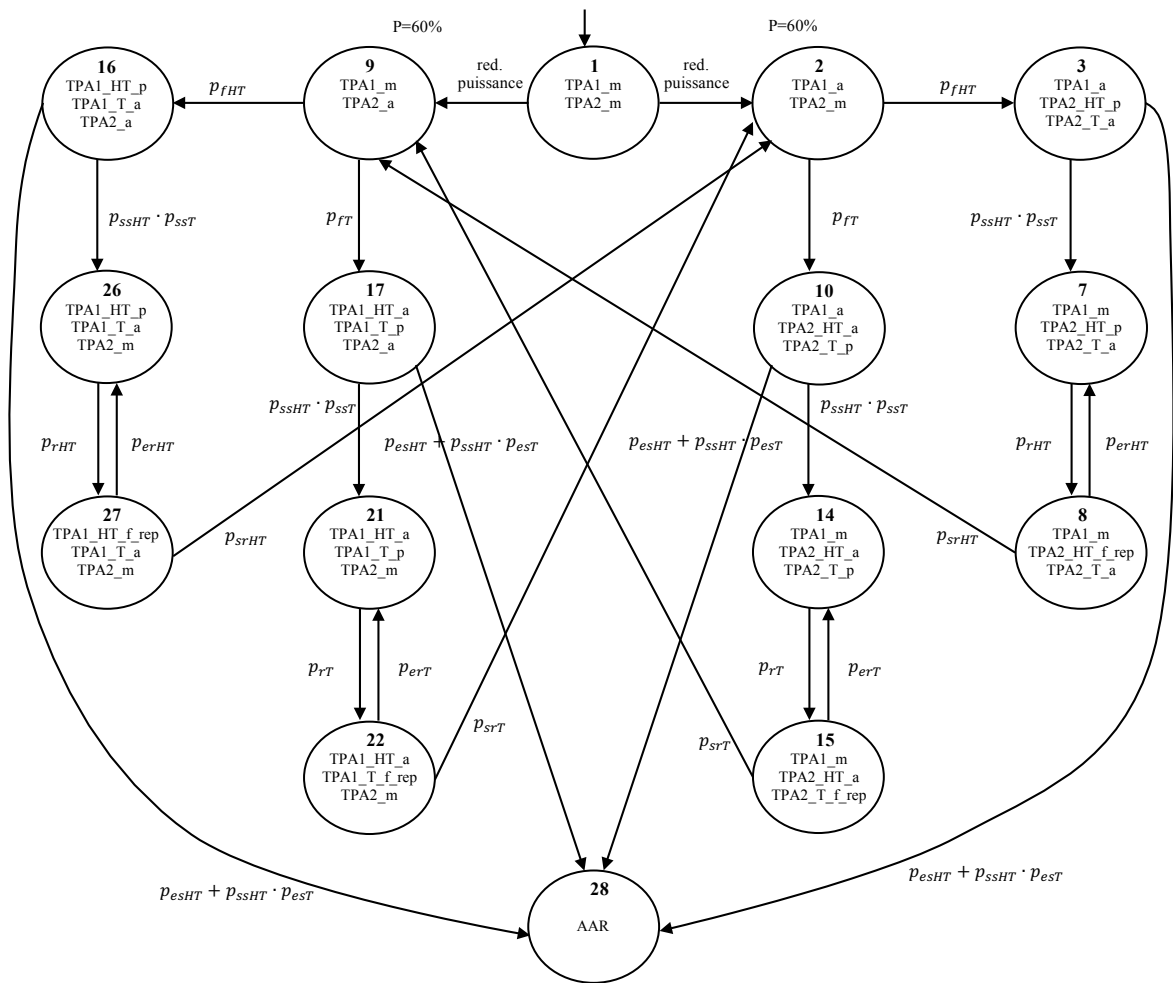 P=60%
P=60%
16
TPA1_HT_p
TPA1_T_a
TPA2_a
p_{fHT}
9
TPA1_m
TPA2_a
red.
puissance
1
TPA1_m
TPA2_m
red.
puissance
2
TPA1_a
TPA2_m
p_{fHT}
3
TPA1_a
TPA2_HT_p
TPA2_T_a
p_{ssHT} · p_{ssT}
p_{fT}
p_{fT}
p_{ssHT} · p_{ssT}
26
TPA1_HT_p
TPA1_T_a
TPA2_m
17
TPA1_HT_a
TPA1_T_p
TPA2_a
10
TPA1_a
TPA2_HT_a
TPA2_T_p
7
TPA1_m
TPA2_HT_p
TPA2_T_a
p_{ssHT} · p_{ssT}
p_{ssHT} · p_{ssT}
p_{rHT}
p_{erHT}
p_{esHT} + p_{ssHT} · p_{esT}
p_{esHT} + p_{ssHT} · p_{esT}
p_{rHT}
p_{erHT}
27
TPA1_HT_f_rep
TPA1_T_a
TPA2_m
p_{srHT}
21
TPA1_HT_a
TPA1_T_p
TPA2_m
14
TPA1_m
TPA2_HT_a
TPA2_T_p
p_{srHT}
8
TPA1_m
TPA2_HT_f_rep
TPA2_T_a
p_{rT}
p_{erT}
p_{rT}
p_{erT}
p_{srT}
p_{srT}
22
TPA1_HT_a
TPA1_T_f_rep
TPA2_m
15
TPA1_m
TPA2_HT_a
TPA2_T_f_rep
p_{esHT} + p_{ssHT} · p_{esT}
p_{esHT} + p_{ssHT} · p_{esT}
28
AAR